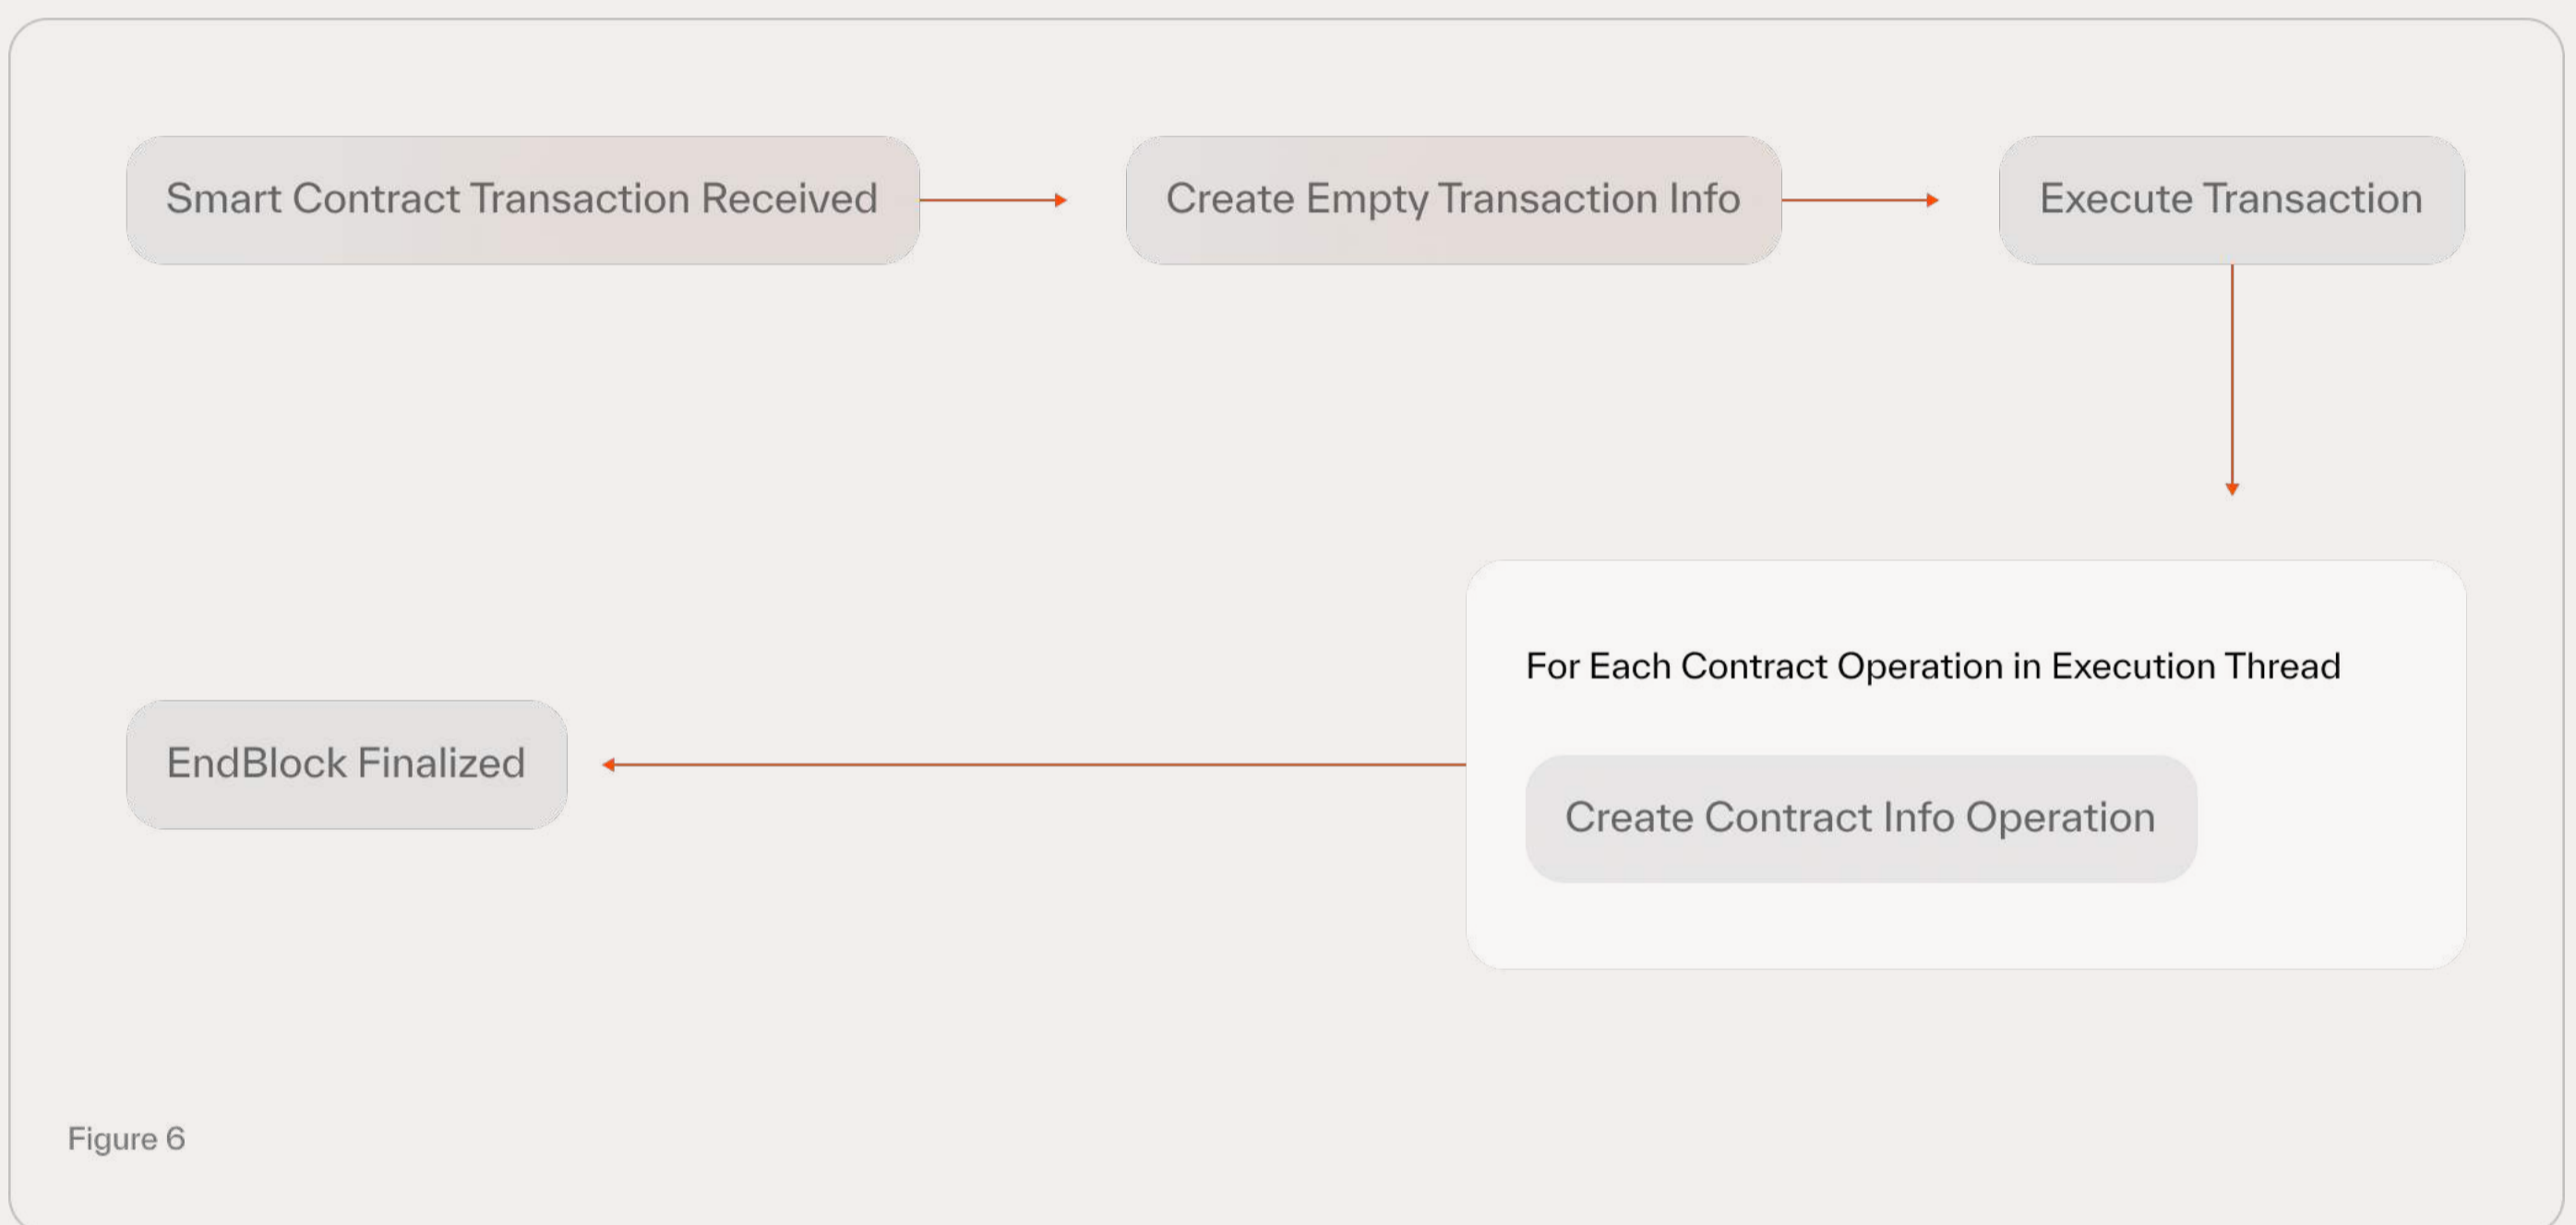 Smart Contract Transaction Received
Create Empty Transaction Info
Execute Transaction
For Each Contract Operation in Execution Thread
Create Contract Info Operation
EndBlock Finalized
Figure 6